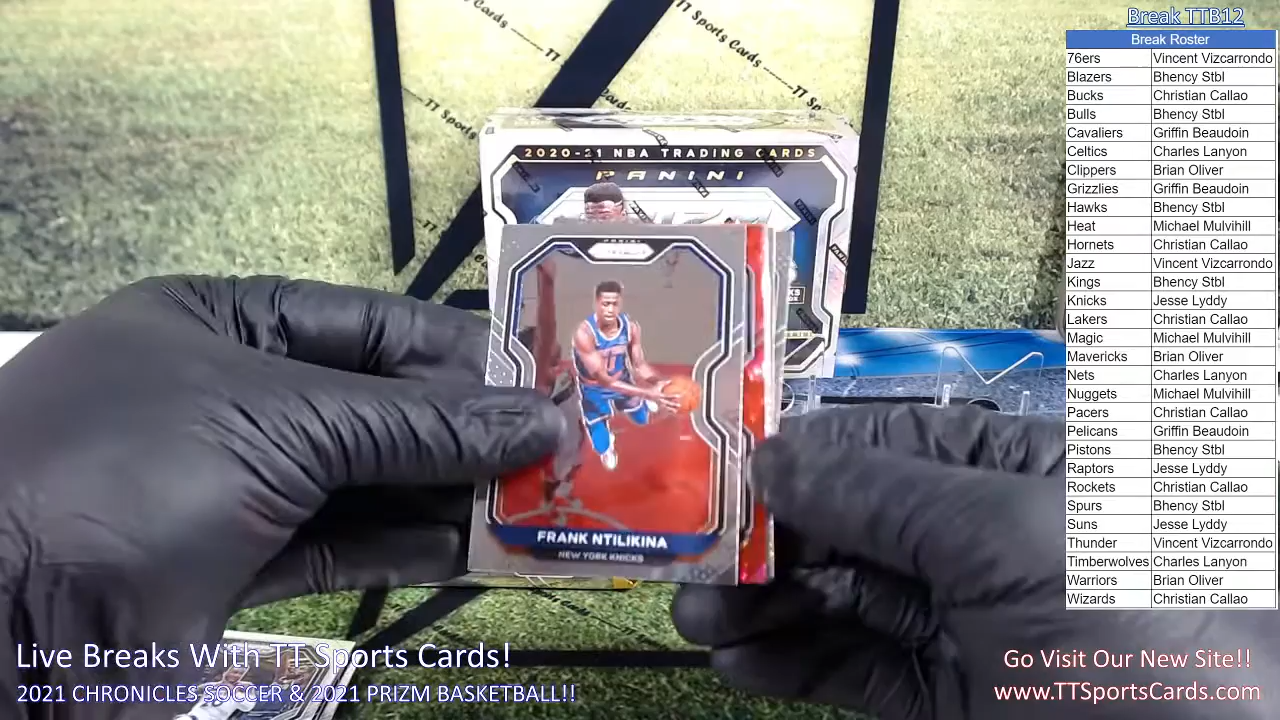 Break TTB12
Break Roster
76ers Vincent Vizcarrondo
Blazers Bhency Stbl
Bucks Christian Callao
Bulls Bhency Stbl
Cavaliers Griffin Beaudoin
Celtics Charles Lanyon
Clippers Brian Oliver
Grizzlies Griffin Beaudoin
Hawks Bhency Stbl
Heat Michael Mulvihill
Hornets Christian Callao
Jazz Vincent Vizcarrondo
Kings Bhency Stbl
Knicks Jesse Lyddy
Lakers Christian Callao
Magic Michael Mulvihill
Mavericks Brian Oliver
Nets Charles Lanyon
Nuggets Michael Mulvihill
Pacers Christian Callao
Pelicans Griffin Beaudoin
Pistons Bhency Stbl
Raptors Jesse Lyddy
Rockets Christian Callao
Spurs Bhency Stbl
Suns Jesse Lyddy
Thunder Vincent Vizcarrondo
Timberwolves Charles Lanyon
Warriors Brian Oliver
Wizards Christian Callao
TT Sports Cards
TT Sports Cards
TT Sports
2020-21 NBA TRADING CARDS
PANINI
PANINI
FRANK NTILIKINA
NEW YORK KNICKS
Live Breaks With TT Sports Cards!
2021 CHRONICLES SOCCER & 2021 PRIZM BASKETBALL!!
Go Visit Our New Site!!
www.TTSportsCards.com